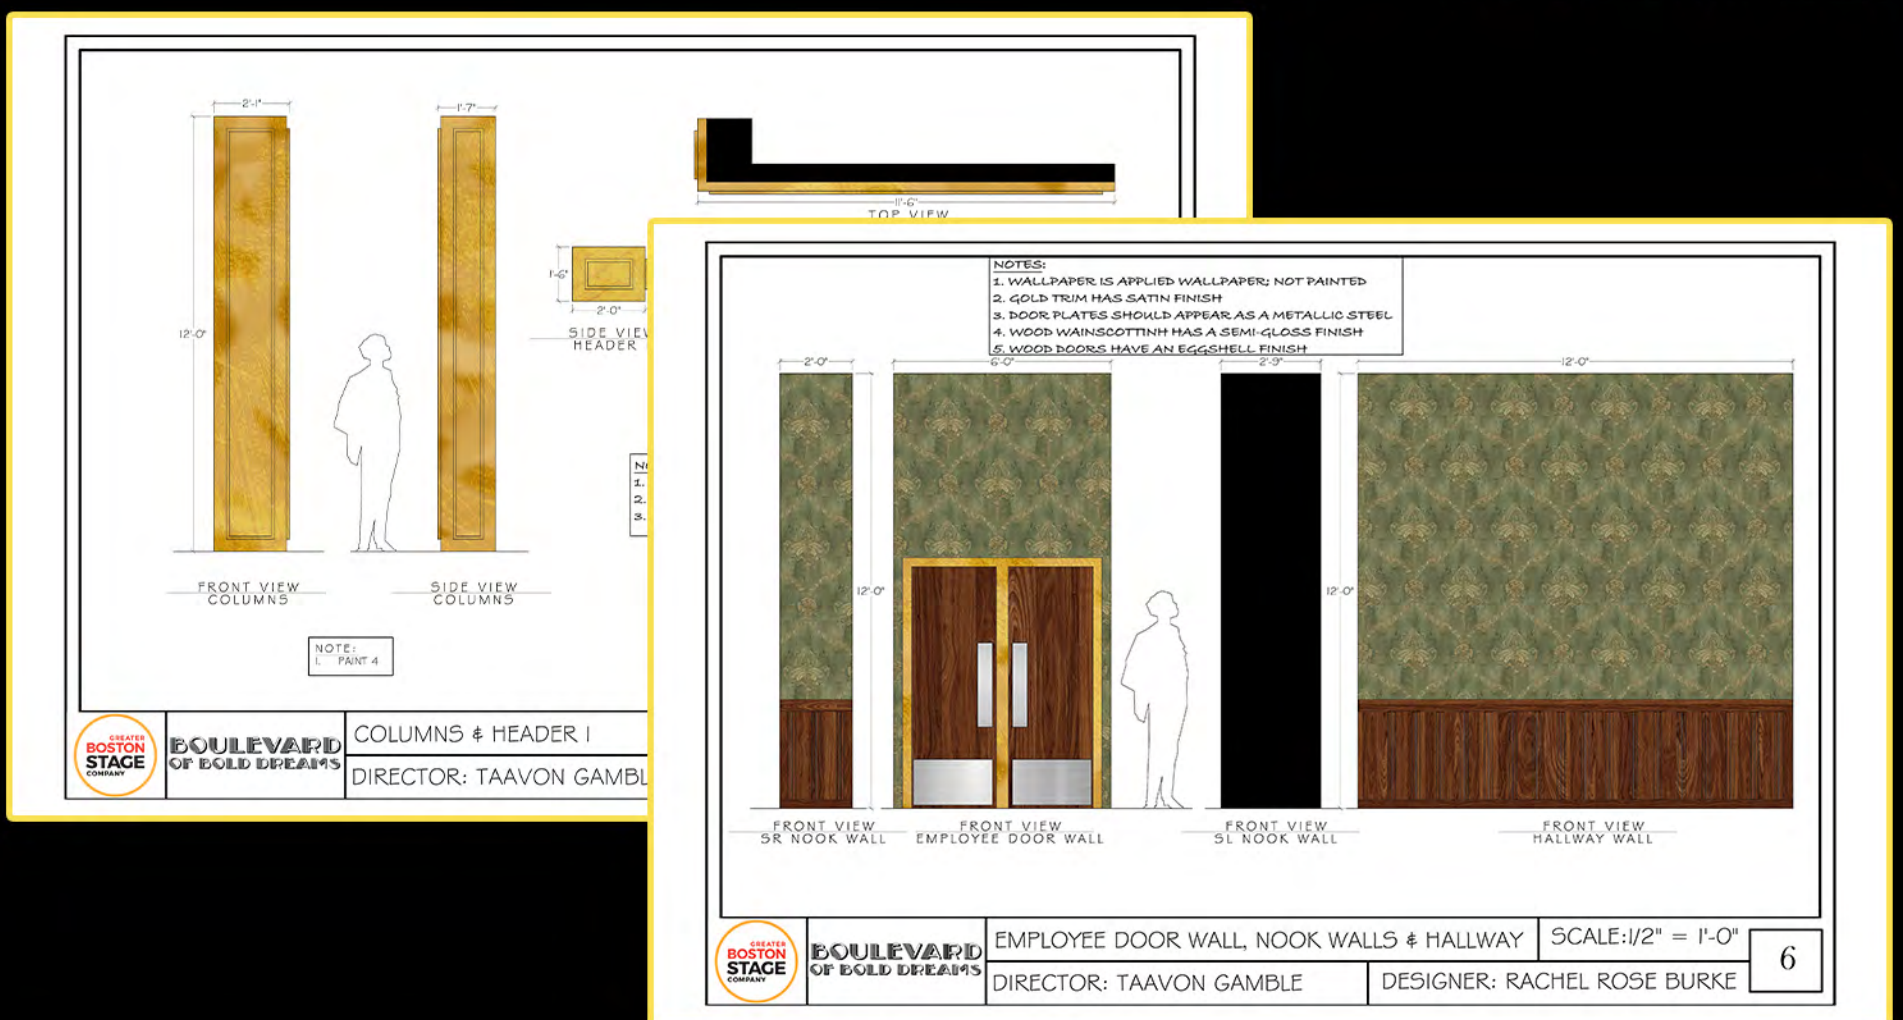 2'-1"
1'-7"
12'-0"
11'-6"
TOP VIEW
1'-6"
2'-0"
SIDE VIEW
HEADER
FRONT VIEW
COLUMNS
SIDE VIEW
COLUMNS
1.
2.
3.
NOTE:
1. PAINT 4
GREATER
BOSTON
STAGE
COMPANY
BOULEVARD
OF BOLD DREAMS
COLUMNS & HEADER 1
DIRECTOR: TAAVON GAMBL
NOTES:
1. WALLPAPER IS APPLIED WALLPAPER; NOT PAINTED
2. GOLD TRIM HAS SATIN FINISH
3. DOOR PLATES SHOULD APPEAR AS A METALLIC STEEL
4. WOOD WAINSCOTTINH HAS A SEMI-GLOSS FINISH
5. WOOD DOORS HAVE AN EGGSHELL FINISH
2'-0"
6'-0"
2'-9"
12'-0"
12'-0"
12'-0"
FRONT VIEW
SR NOOK WALL
FRONT VIEW
EMPLOYEE DOOR WALL
FRONT VIEW
SL NOOK WALL
FRONT VIEW
HALLWAY WALL
GREATER
BOSTON
STAGE
COMPANY
BOULEVARD
OF BOLD DREAMS
EMPLOYEE DOOR WALL, NOOK WALLS & HALLWAY
SCALE:1/2" = 1'-0"
DIRECTOR: TAAVON GAMBLE
DESIGNER: RACHEL ROSE BURKE
6